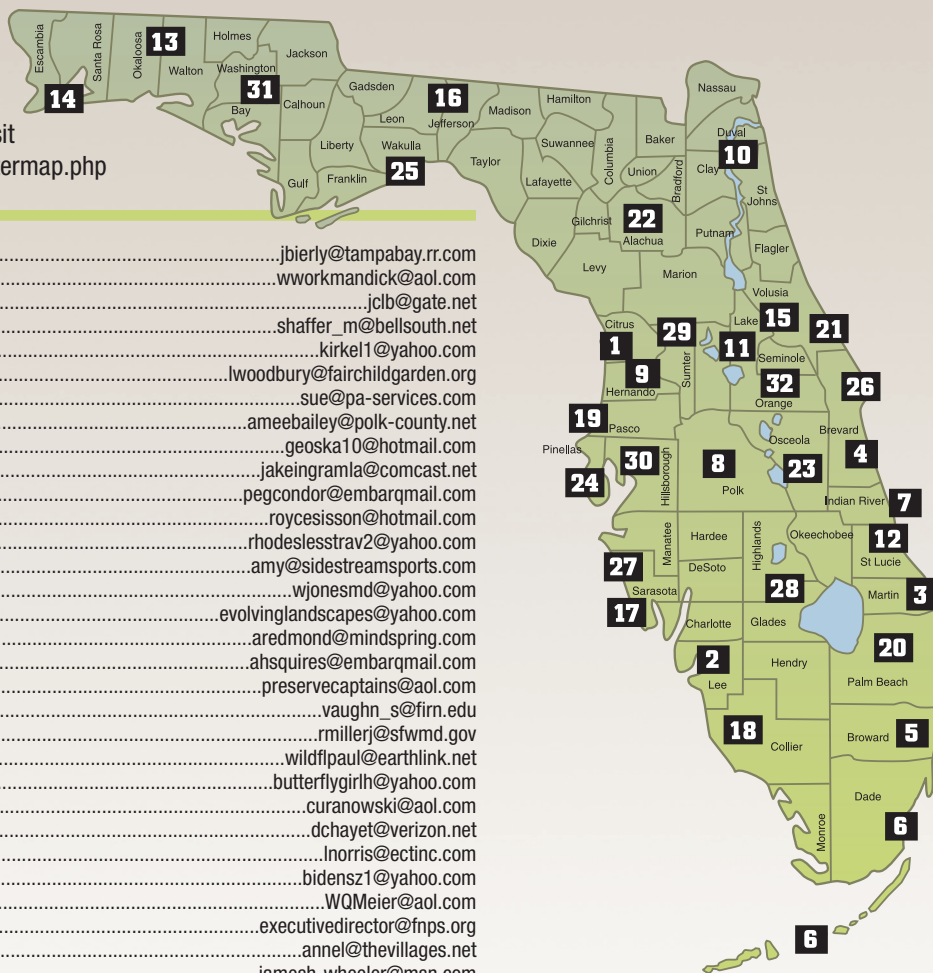 sit
ermap.php
jbierly@tampabay.rr.com
wworkmandick@aol.com
jclb@gate.net
shaffer_m@bellsouth.net
kirkel1@yahoo.com
lwoodbury@fairchildgarden.org
sue@pa-services.com
ameebailey@polk-county.net
geoska10@hotmail.com
jakeingramla@comcast.net
pegcondor@embarqmail.com
roycesisson@hotmail.com
rhodeslesstrav2@yahoo.com
amy@sidestreamsports.com
wjonesmd@yahoo.com
evolvinglandscapes@yahoo.com
aredmond@mindspring.com
ahsquires@embarqmail.com
preservecaptains@aol.com
vaughn_s@firn.edu
rmillerj@sfwmd.gov
wildflpaul@earthlink.net
butterflygirlh@yahoo.com
curanowski@aol.com
dchayet@verizon.net
lnorris@ectinc.com
bidensz1@yahoo.com
WQMeier@aol.com
executivedirector@fnps.org
annel@thevillages.net
Escambia
Santa Rosa
Okaloosa
13
Holmes
Walton
Washington
Jackson
14
31
Bay
Calhoun
Gadsden
16
Leon
Jefferson
Madison
Hamilton
Liberty
Wakulla
25
Gulf
Franklin
Taylor
Suwannee
Lafayette
Columbia
Baker
Union
Bradford
Nassau
Duval
10
Clay
St
Johns
Gilchrist
22
Alachua
Putnam
Dixie
Flagler
Levy
Marion
Volusia
Citrus
29
Lake
15
21
1
11
Seminole
Sumter
9
Hernando
32
Orange
26
19
Pasco
Osceola
Brevard
Pinellas
30
Hillsborough
8
Polk
23
4
24
Indian River
7
Manatee
Hardee
Highlands
Okeechobee
12
St Lucie
27
DeSoto
Sarasota
28
Martin
3
17
Charlotte
Glades
20
2
Lee
Hendry
Palm Beach
18
Collier
Broward
5
Dade
Monroe
6
6